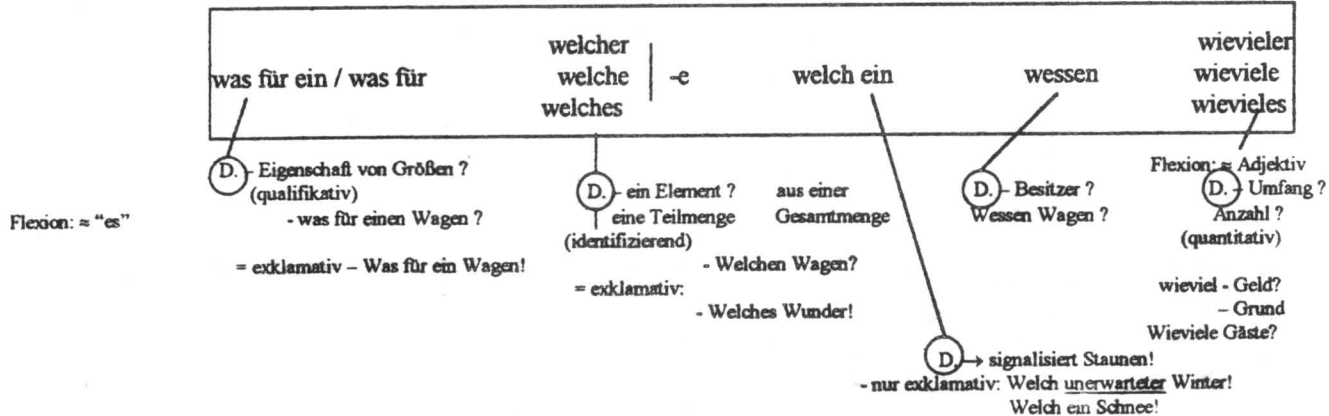 was für ein / was für
welcher
welche
welches
-e
welch ein
wessen
wievieler
wieviele
wievieles
Flexion: ≈ “es”
D. - Eigenschaft von Größen ?
(qualifikativ)
- was für einen Wagen ?
= exklamativ – Was für ein Wagen!
D. - ein Element ? aus einer
eine Teilmenge Gesamtmenge
(identifizierend)
- Welchen Wagen?
= exklamativ:
- Welches Wunder!
D. → signalisiert Staunen!
- nur exklamativ: Welch unerwarteter Winter!
Welch ein Schnee!
D. - Besitzer ?
Wessen Wagen ?
Flexion: ≈ Adjektiv
D. - Umfang ?
Anzahl ?
(quantitativ)
wieviel - Geld?
– Grund
Wieviele Gäste?